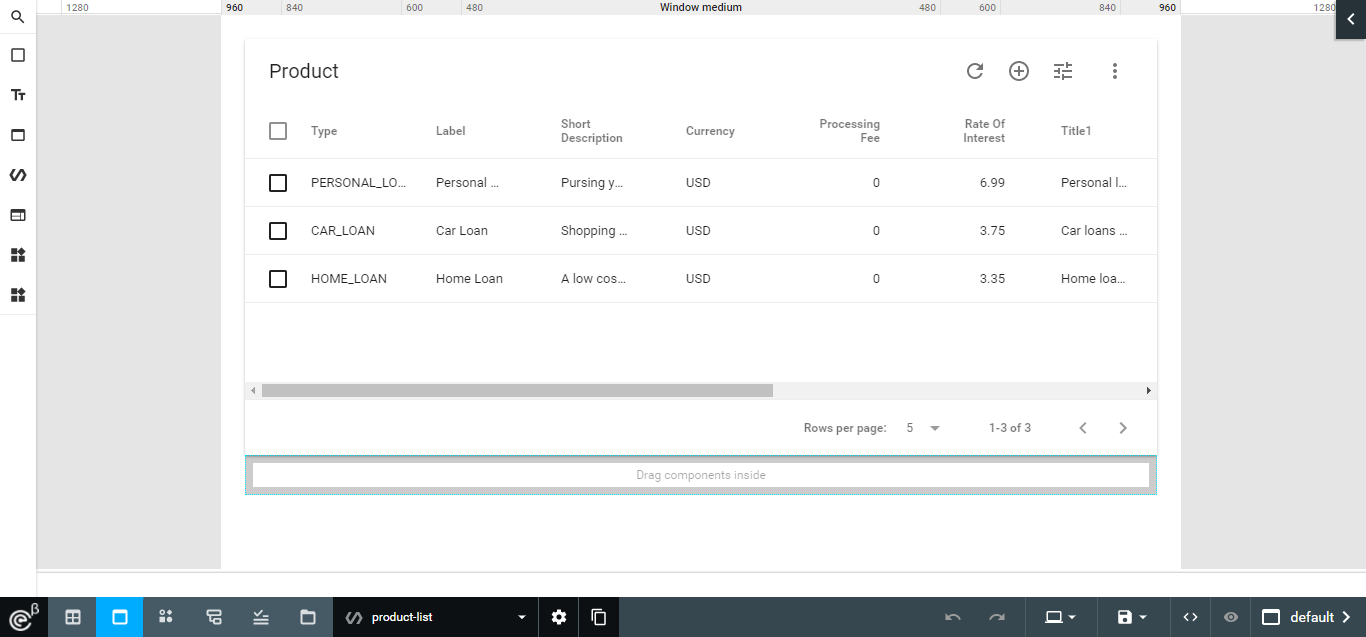 1280 960 840 600 480 Window medium 480 600 840 960 1280
Product
Type Label Short Description Currency Processing Fee Rate Of Interest Title1
PERSONAL_LO... Personal ... Pursing y... USD 0 6.99 Personal l...
CAR_LOAN Car Loan Shopping ... USD 0 3.75 Car loans ...
HOME_LOAN Home Loan A low cos... USD 0 3.35 Home loa...
Rows per page: 5 1-3 of 3
Drag components inside
β product-list default